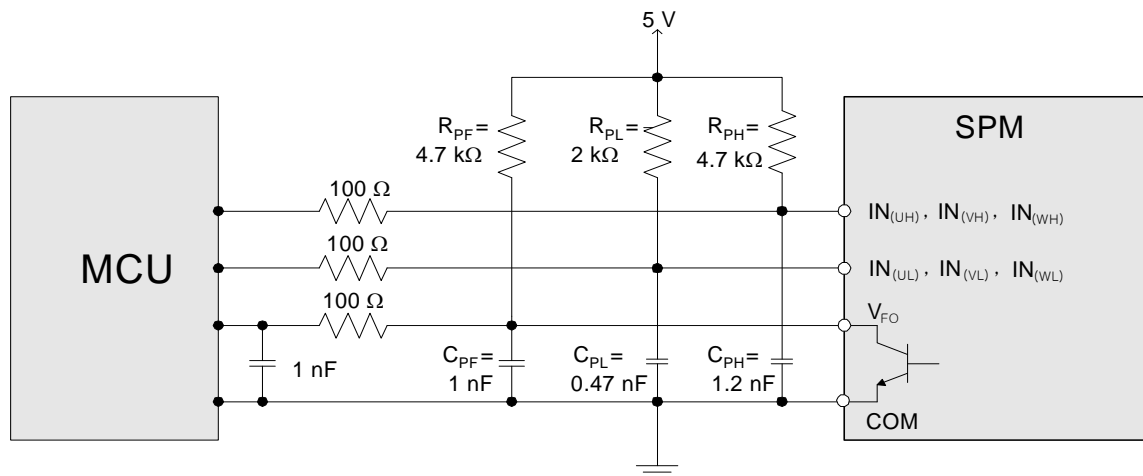 5 V
R_PF=
4.7 kΩ
R_PL=
2 kΩ
R_PH=
4.7 kΩ
SPM
MCU
100 Ω
IN_(UH) , IN_(VH) , IN_(WH)
100 Ω
IN_(UL) , IN_(VL) , IN_(WL)
100 Ω
V_FO
1 nF
C_PF=
1 nF
C_PL=
0.47 nF
C_PH=
1.2 nF
COM